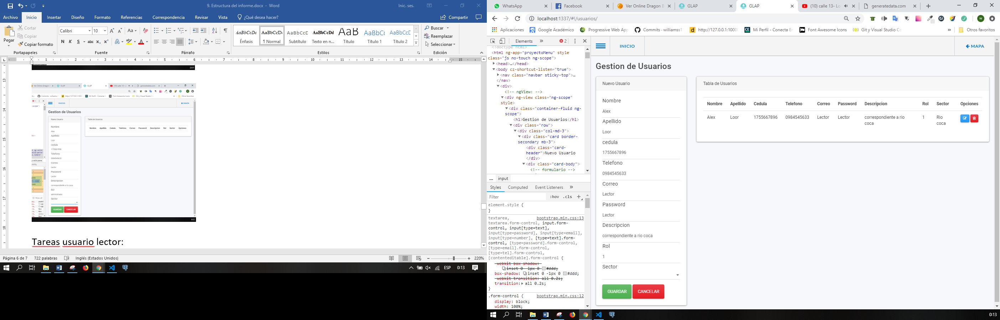 9. Estructura del informe.docx - Word
Inic. ses.
Archivo Inicio Insertar Diseño Formato Referencias Correspondencia Revisar Vista ¿Qué desea hacer? Compartir
Pegar
Cortar
Copiar
Copiar formato
Portapapeles
Calibri 10
Fuente
Párrafo
AaBbCcDc AaBbCcDc AaBbCcD AaBbCcDd AaB AaBbCc AaBbCcD
Énfasis ¶ Normal Subtítulo Texto en n... Título Título 1 Título 2
Estilos
Buscar
Reemplazar
Seleccionar
Edición
Gestion de Usuarios
Nuevo Usuario
Tabla de Usuarios
Nombre Apellido Cedula Telefono Correo Password Descripcion Rol Sector Opciones
Nombre
Alex
Apellido
Loor
cedula
1755667896
Telefono
0984545633
Correo
Lector
Password
Lector
Descripcion
correspondiente a rio coca
Rol
administrador
Sector
GUARDAR CANCELAR
Tareas usuario lector:
Página 6 de 7 722 palabras Inglés (Estados Unidos) 220%
ESP 0:13
WhatsApp Facebook Ver Online Dragon B GLAP GLAP (10) calle 13- Lo generatedata.com
localhost:1337/#!/usuarios/
Aplicaciones Google Académico Progressive Web App Commits · williamss1 http://127.0.0.1:1000 Mi Perfil - Conecta E Font Awesome Icons Git y Visual Studio Co » Otros favoritos
Elements » 2
<!doctype html>
<html ng-app="proyectoMenu" style
class="js no-touch ng-scope">
<head>…</head>
<body cz-shortcut-listen="true">
<nav class="navbar sticky-top">…
</nav>
<div>
<!-- ngView: -->
<div ng-view class="ng-scope"
style>
<div class="container-fluid ng-
scope">
<h1>Gestion de Usuarios</h1>
<div class="row">
<div class="col-md-3">
<div class="card border-
secondary mb-3">
<div class="card-
header">Nuevo Usuario
</div>
<div class="card-body">
<!-- formulario -->
... input
Styles Computed Event Listeners »
Filter :hov .cls +
element.style {
}
textarea, bootstrap.min.css:13
textarea.form-control, input.form-
control, input[type=text],
input[type=password], input[type=email],
input[type=number], [type=text].form-
control, [type=password].form-control,
[type=email].form-control,
[type=tel].form-control,
[contenteditable].form-control {
-webkit-box-shadow:
inset 0 -1px 0 #ddd;
box-shadow: inset 0 -1px 0 #ddd;
-webkit-transition: all 0.2s;
transition: all 0.2s;
}
.form-control { bootstrap.min.css:12
display: block;
width: 100%;
INICIO
MAPA
Gestion de Usuarios
Nuevo Usuario
Nombre
Alex
Apellido
Loor
cedula
1755667896
Telefono
0984545633
Correo
Lector
Password
Lector
Descripcion
correspondiente a rio coca
Rol
1
Sector
GUARDAR CANCELAR
Tabla de Usuarios
Nombre Apellido Cedula Telefono Correo Password Descripcion Rol Sector Opciones
Alex Loor 1755667896 0984545633 Lector Lector correspondiente a rio 1 Rio
coca coca
0:13